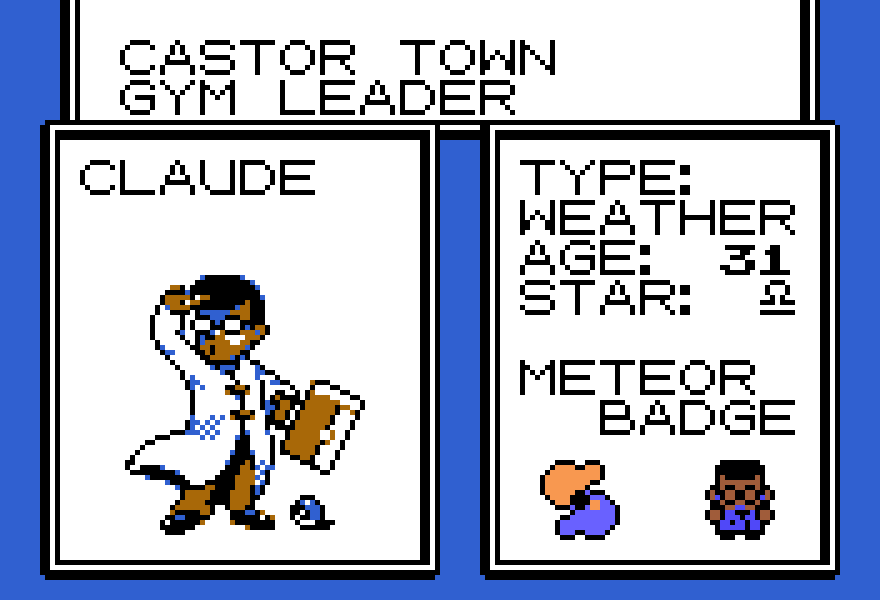 CASTOR TOWN
GYM LEADER
CLAUDE
TYPE:
WEATHER
AGE: 31
STAR: ♎
METEOR
BADGE